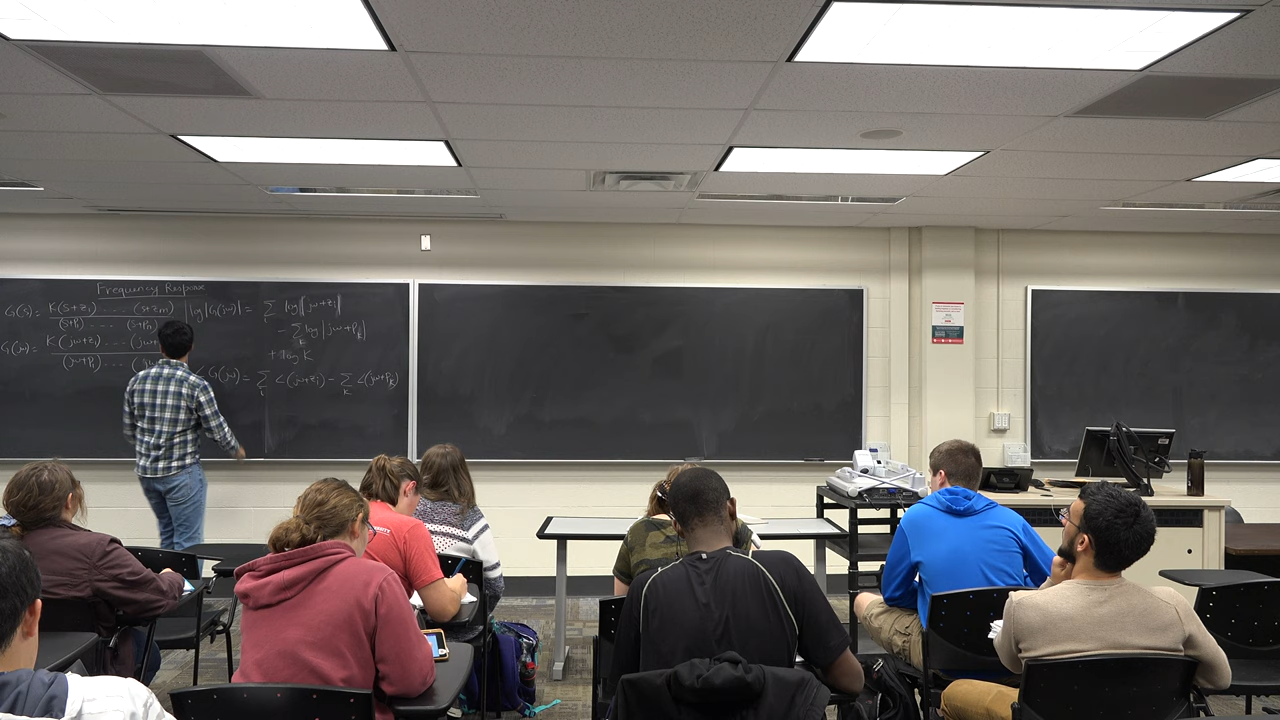 Frequency Response
G(s) = K(s+z1) .... (s+zm)
(s+P1) ... (s+Pn)
G(jω) = K(jω+z1) ....
(jω+P1) .... (jω
log|G(jω)| = Σ i log|jω+zi|
- Σ k log|jω+Pk|
+ log K
G(jω) = Σ i <(jω+zi) - Σ k <(jω+Pk)